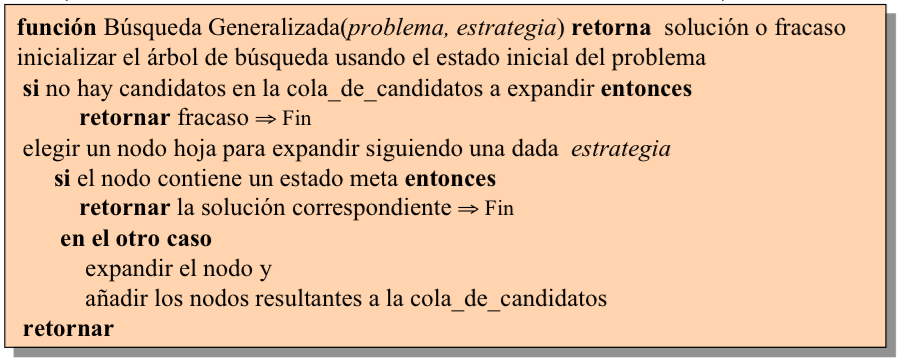 función Búsqueda Generalizada(problema, estrategia) retorna solución o fracaso
inicializar el árbol de búsqueda usando el estado inicial del problema
si no hay candidatos en la cola_de_candidatos a expandir entonces
retornar fracaso ⇒ Fin
elegir un nodo hoja para expandir siguiendo una dada estrategia
si el nodo contiene un estado meta entonces
retornar la solución correspondiente ⇒ Fin
en el otro caso
expandir el nodo y
añadir los nodos resultantes a la cola_de_candidatos
retornar